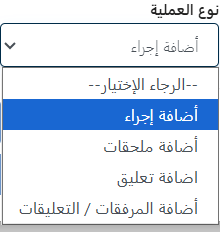 نوع العملية
أضافة إجراء
--الرجاء الإختيار--
أضافة إجراء
أضافة ملحقات
اضافة تعليق
أضافة المرفقات / التعليقات